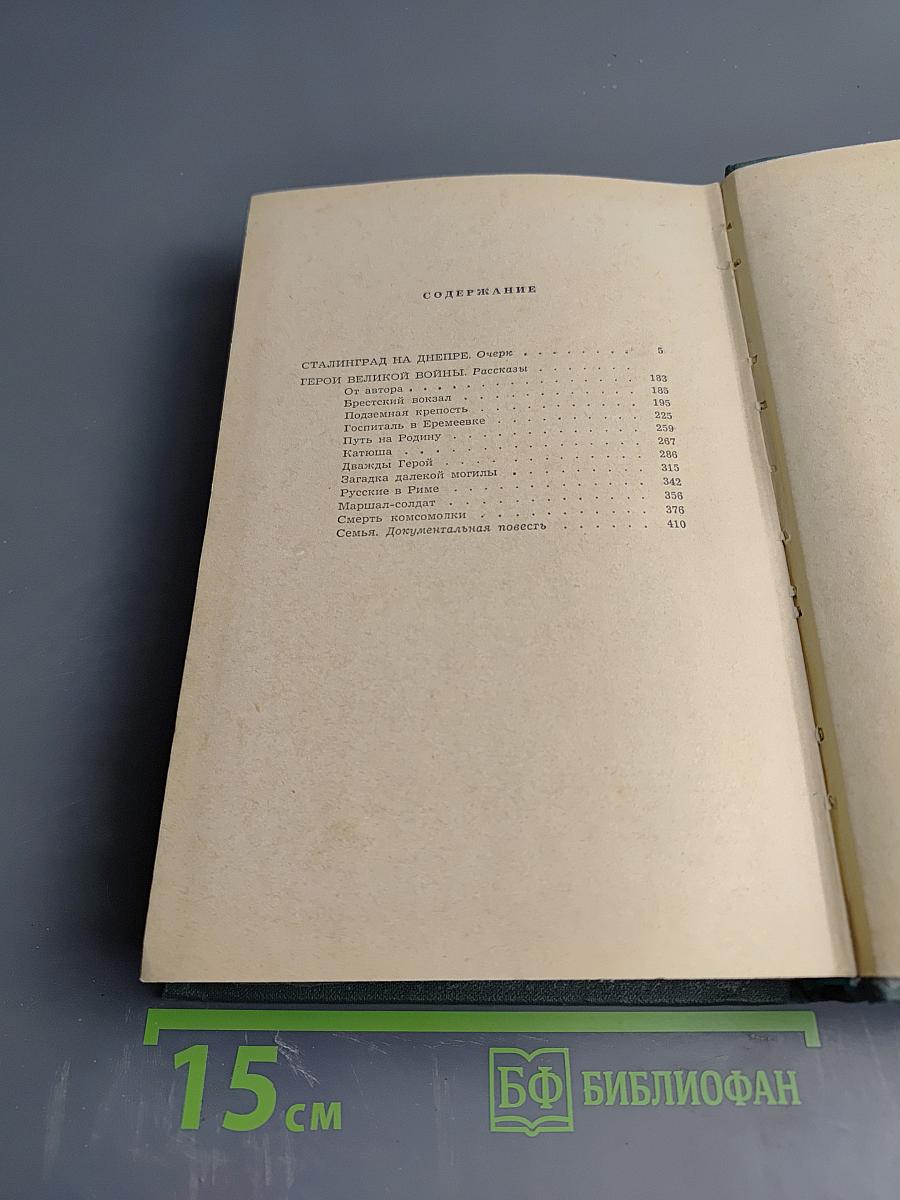 СОДЕРЖАНИЕ
СТАЛИНГРАД НА ДНЕПРЕ. Очерк . . . . . . . . 5
ГЕРОИ ВЕЛИКОЙ ВОЙНЫ. Рассказы . . . . . . .
От автора . . . . . . . . . . . . 183
Брестский вокзал . . . . . . . . . . 185
Подземная крепость . . . . . . . . . 195
Госпиталь в Еремеевке . . . . . . . . 225
Путь на Родину . . . . . . . . . . 259
Катюша . . . . . . . . . . . . 267
Дважды Герой . . . . . . . . . . 286
Загадка далекой могилы . . . . . . . 315
Русские в Риме . . . . . . . . . . 342
Маршал-солдат . . . . . . . . . . 356
Смерть комсомолки . . . . . . . . . 376
Семья. Документальная повесть . . . . . . 410
15 см
БФ БИБЛИОФАН